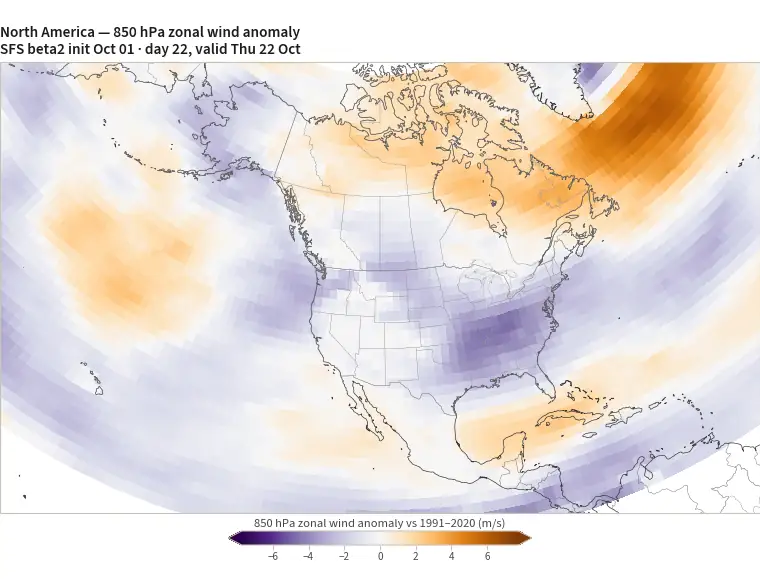 North America — 850 hPa zonal wind anomaly
SFS beta2 init Oct 01 · day 22, valid Thu 22 Oct
850 hPa zonal wind anomaly vs 1991–2020 (m/s)
−6 −4 −2 0 2 4 6